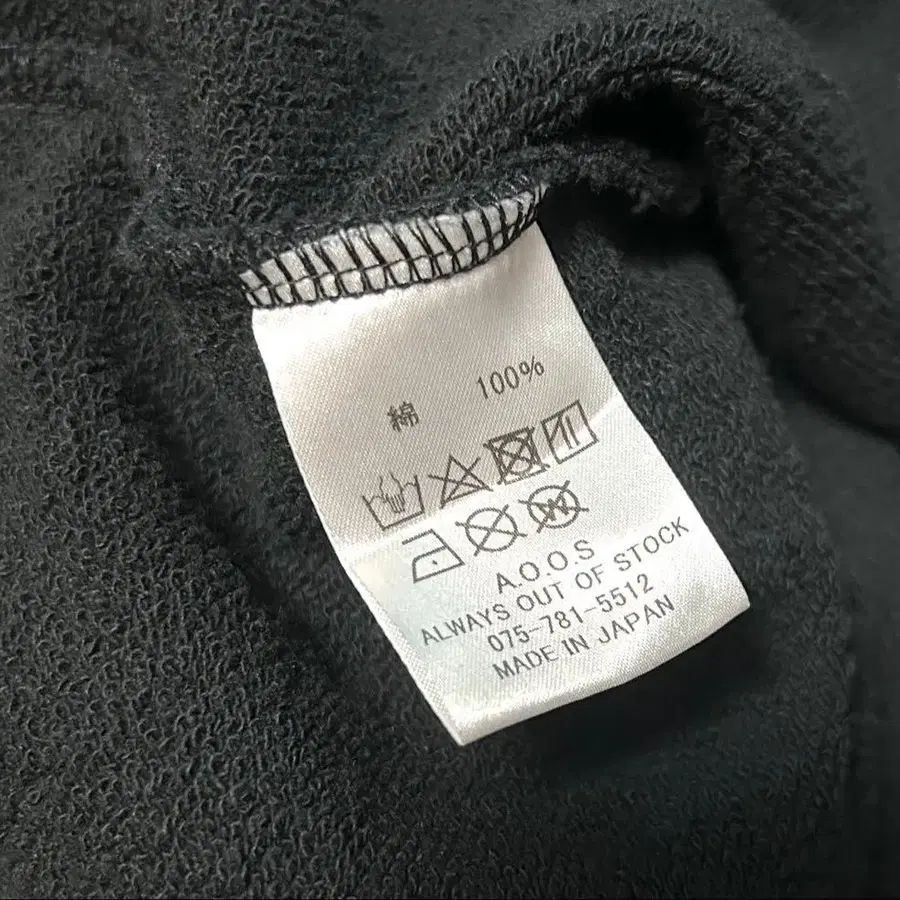 綿 100%
A.O.O.S
ALWAYS OUT OF STOCK
075-781-5512
MADE IN JAPAN